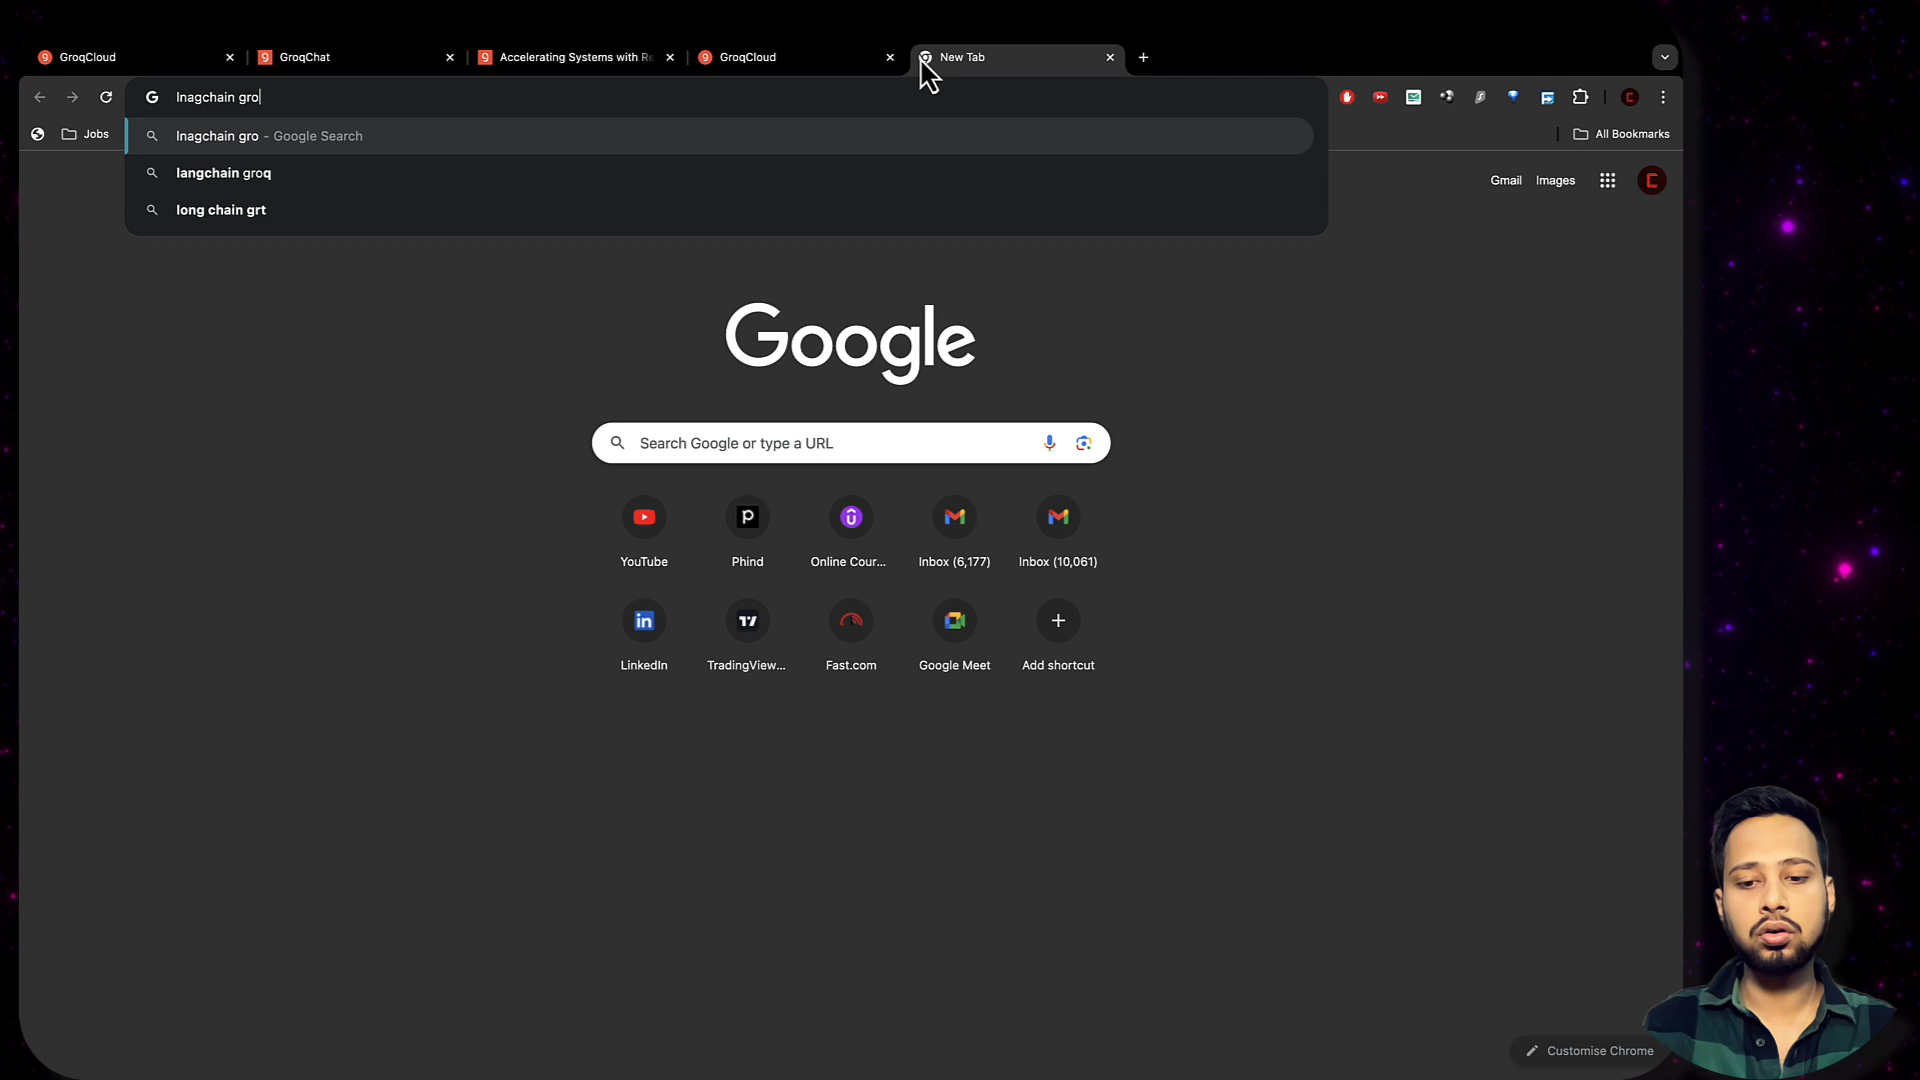 GroqCloud
GroqChat
Accelerating Systems with Re
GroqCloud
New Tab
lnagchain gro
Jobs
lnagchain gro - Google Search
All Bookmarks
langchain groq
long chain grt
Gmail
Images
Google
Search Google or type a URL
YouTube
Phind
Online Cour...
Inbox (6,177)
Inbox (10,061)
LinkedIn
TradingView...
Fast.com
Google Meet
Add shortcut
Customise Chrome